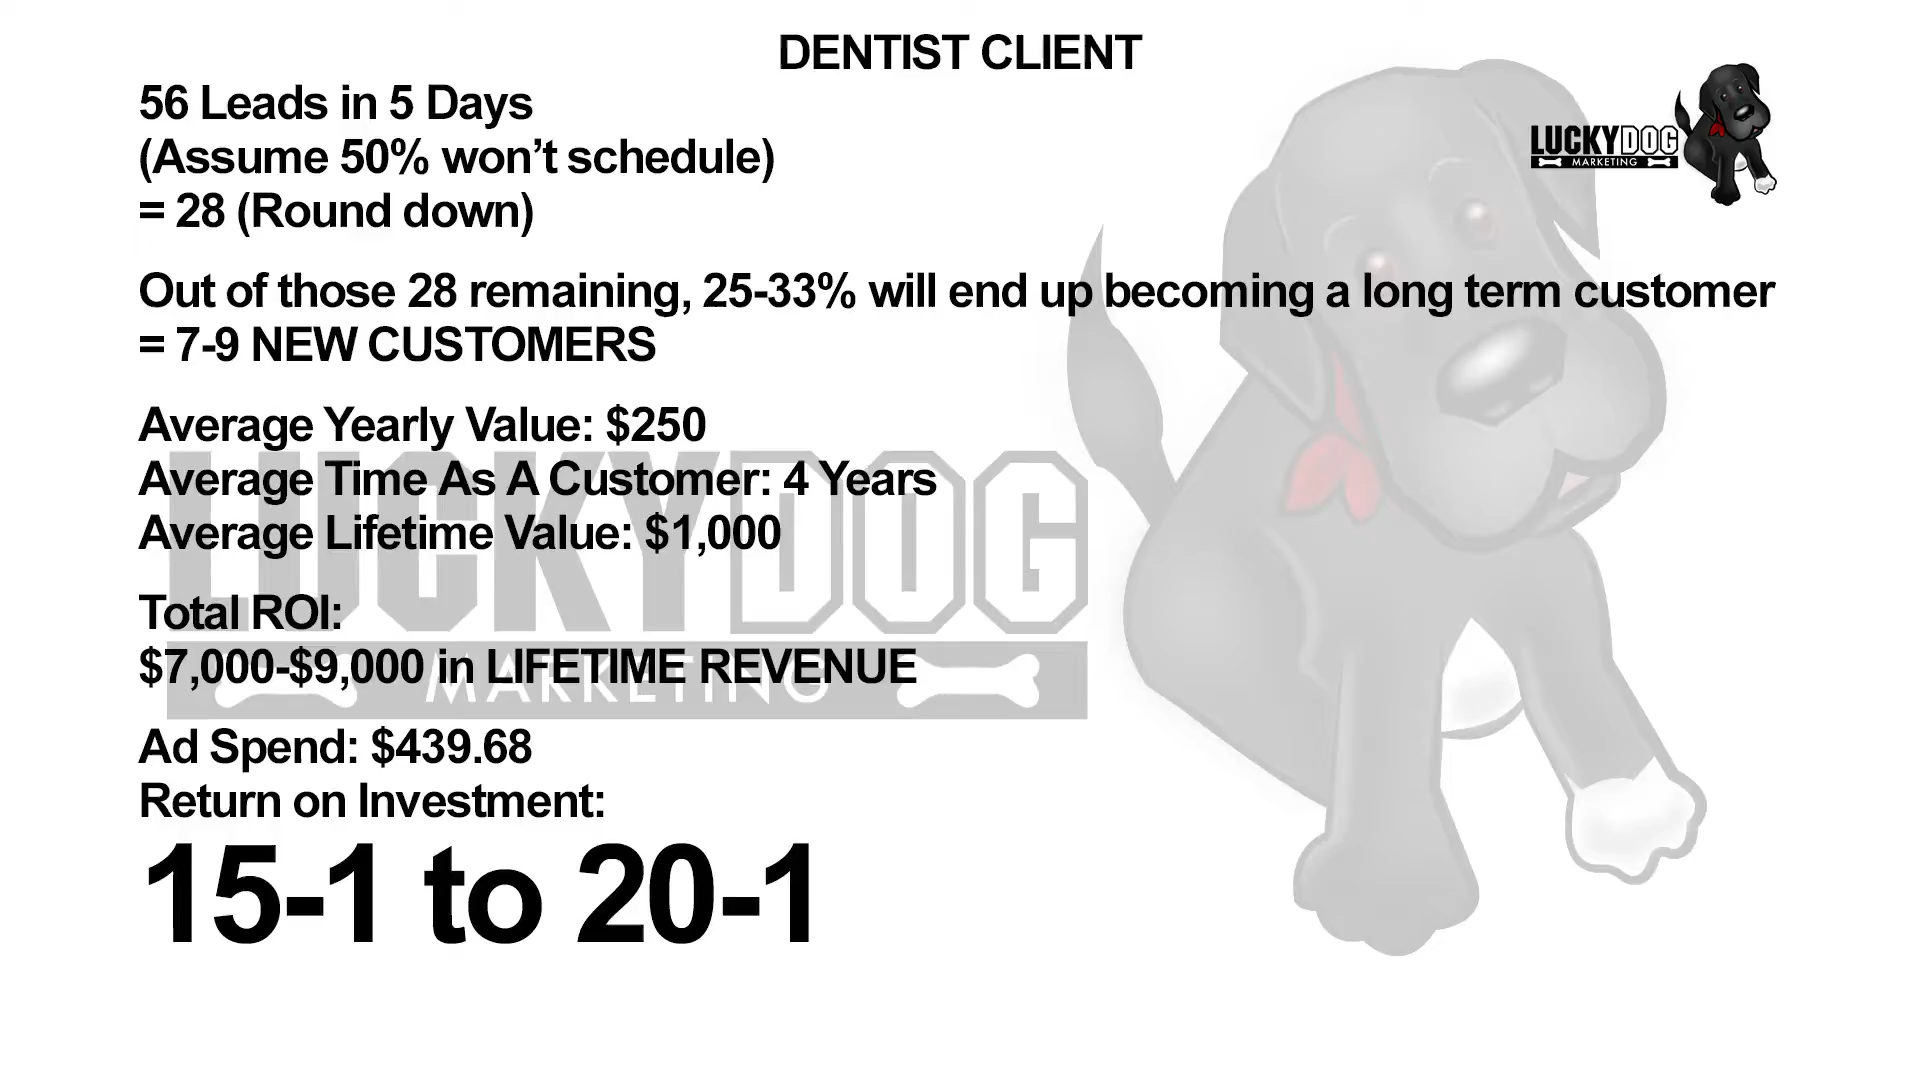 DENTIST CLIENT
56 Leads in 5 Days
(Assume 50% won’t schedule)
= 28 (Round down)
Out of those 28 remaining, 25-33% will end up becoming a long term customer
= 7-9 NEW CUSTOMERS
Average Yearly Value: $250
Average Time As A Customer: 4 Years
Average Lifetime Value: $1,000
Total ROI:
$7,000-$9,000 in LIFETIME REVENUE
Ad Spend: $439.68
Return on Investment:
15-1 to 20-1
LUCKYDOG
MARKETING
LUCKYDOG
MARKETING